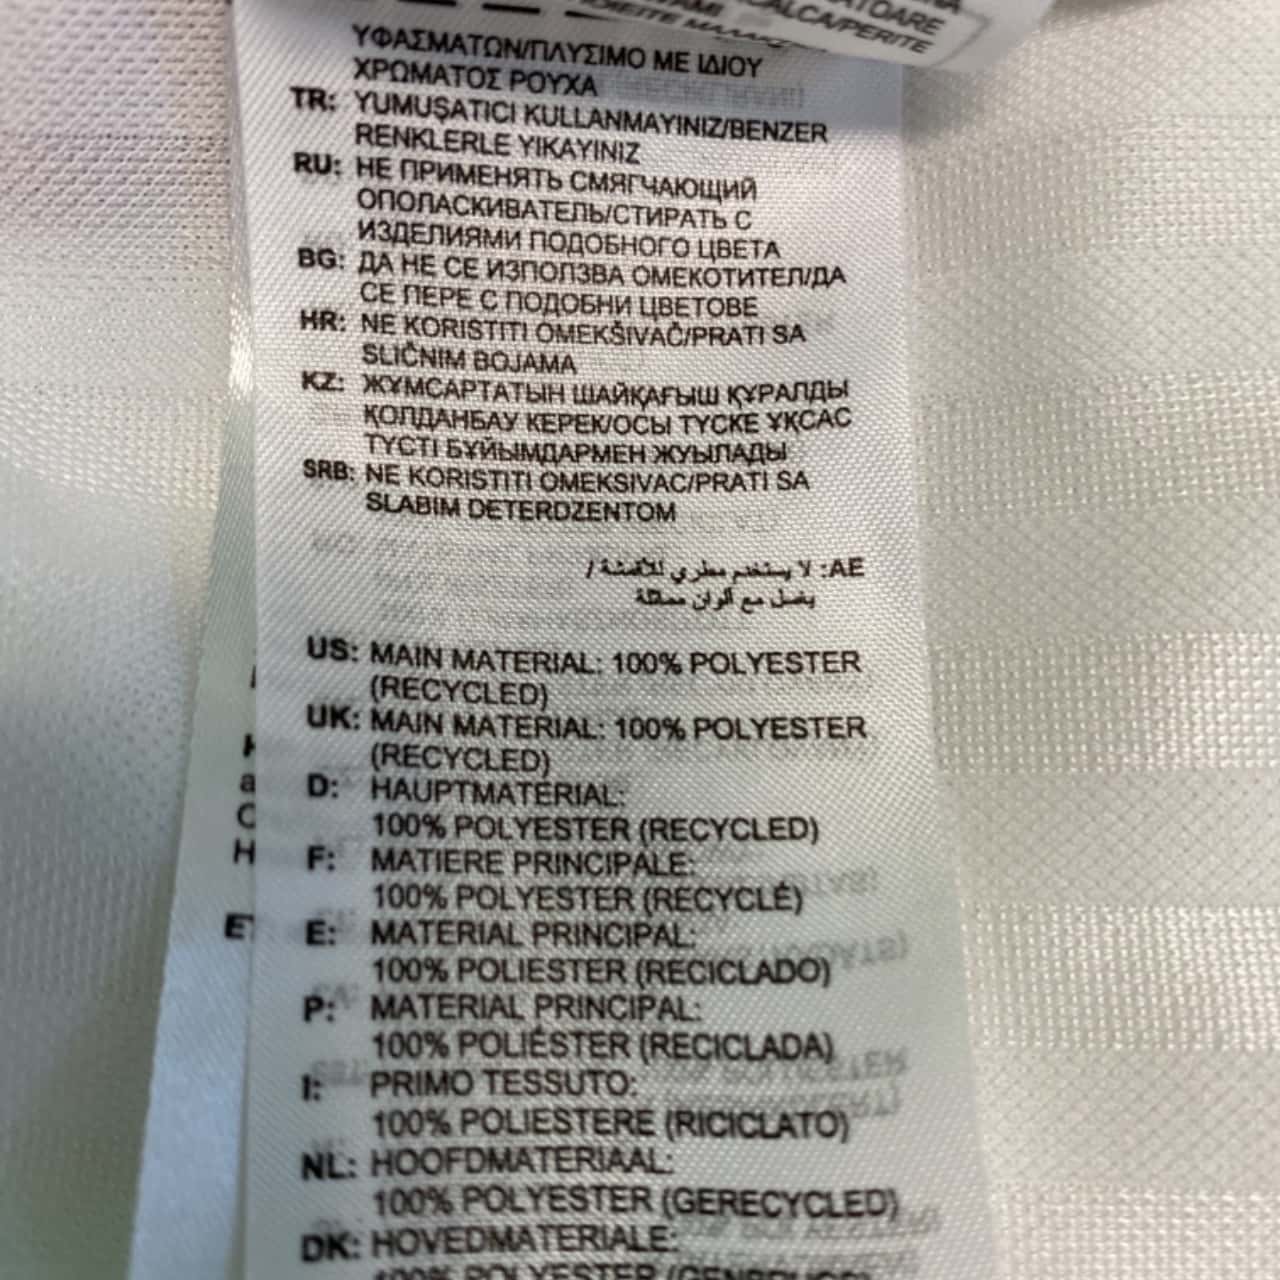 ATOARE
CALCA/PERITE
ΥΦΑΣΜΑΤΩΝ/ΠΛΥΣΙΜΟ ΜΕ ΙΔΙΟΥ
ΧΡΩΜΑΤΟΣ ΡΟΥΧΑ
TR: YUMUŞATICI KULLANMAYINIZ/BENZER
RENKLERLE YIKAYINIZ
RU: НЕ ПРИМЕНЯТЬ СМЯГЧАЮЩИЙ
ОПОЛАСКИВАТЕЛЬ/СТИРАТЬ С
ИЗДЕЛИЯМИ ПОДОБНОГО ЦВЕТА
BG: ДА НЕ СЕ ИЗПОЛЗВА ОМЕКОТИТЕЛ/ДА
СЕ ПЕРЕ С ПОДОБНИ ЦВЕТОВЕ
HR: NE KORISTITI OMEKŠIVAČ/PRATI SA
SLIČNIM BOJAMA
KZ: ЖҰМСАРТАТЫН ШАЙҚАҒЫШ ҚҰРАЛДЫ
ҚОЛДАНБАУ КЕРЕК/ОСЫ ТҮСКЕ ҰҚСАС
ТҮСТІ БҰЙЫМДАРМЕН ЖУЫЛАДЫ
SRB: NE KORISTITI OMEKSIVAC/PRATI SA
SLABIM DETERDZENTOM
AE: لا يستخدم مطري للأقمشة /
يغسل مع ألوان مماثلة
US: MAIN MATERIAL: 100% POLYESTER
(RECYCLED)
UK: MAIN MATERIAL: 100% POLYESTER
(RECYCLED)
D: HAUPTMATERIAL:
100% POLYESTER (RECYCLED)
F: MATIERE PRINCIPALE:
100% POLYESTER (RECYCLÉ)
E: MATERIAL PRINCIPAL:
100% POLIESTER (RECICLADO)
P: MATERIAL PRINCIPAL:
100% POLIÉSTER (RECICLADA)
I: PRIMO TESSUTO:
100% POLIESTERE (RICICLATO)
NL: HOOFDMATERIAAL:
100% POLYESTER (GERECYCLED)
DK: HOVEDMATERIALE:
100% POLYESTER